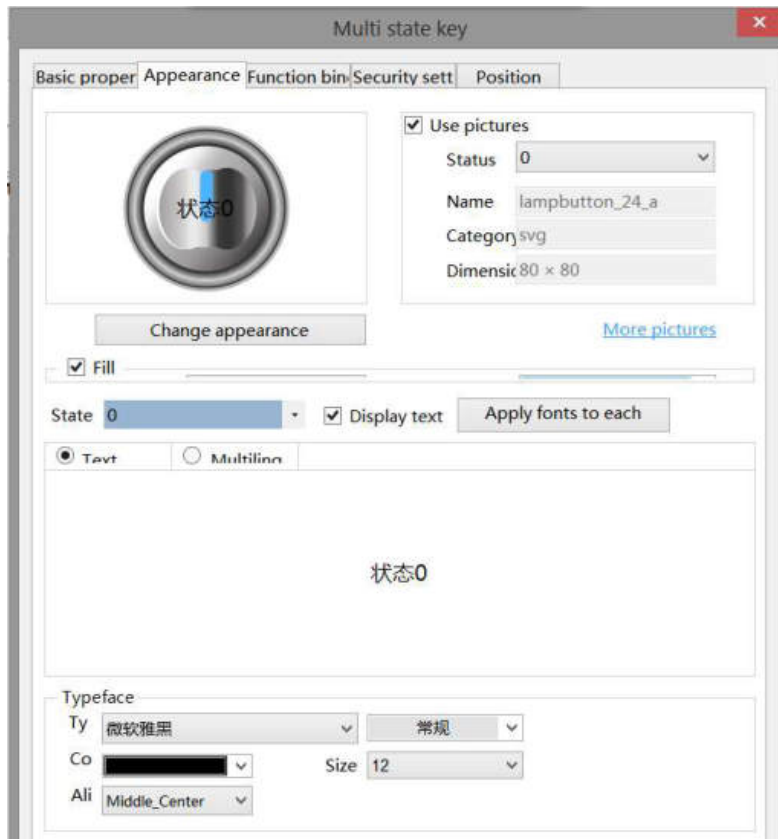 Multi state key
Basic proper Appearance Function bin Security sett Position
状态0
Use pictures
Status 0
Name lampbutton_24_a
Category svg
Dimensic 80 × 80
Change appearance
More pictures
Fill
State 0 Display text Apply fonts to each
Text Multiling
状态0
Typeface
Ty 微软雅黑 常规
Co Size 12
Ali Middle_Center